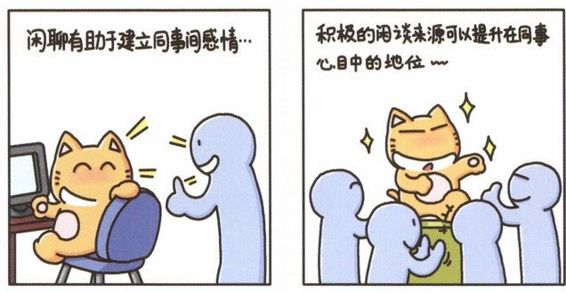 闲聊有助于建立同事间感情…
积极的闲谈来源可以提升在同事
心目中的地位～